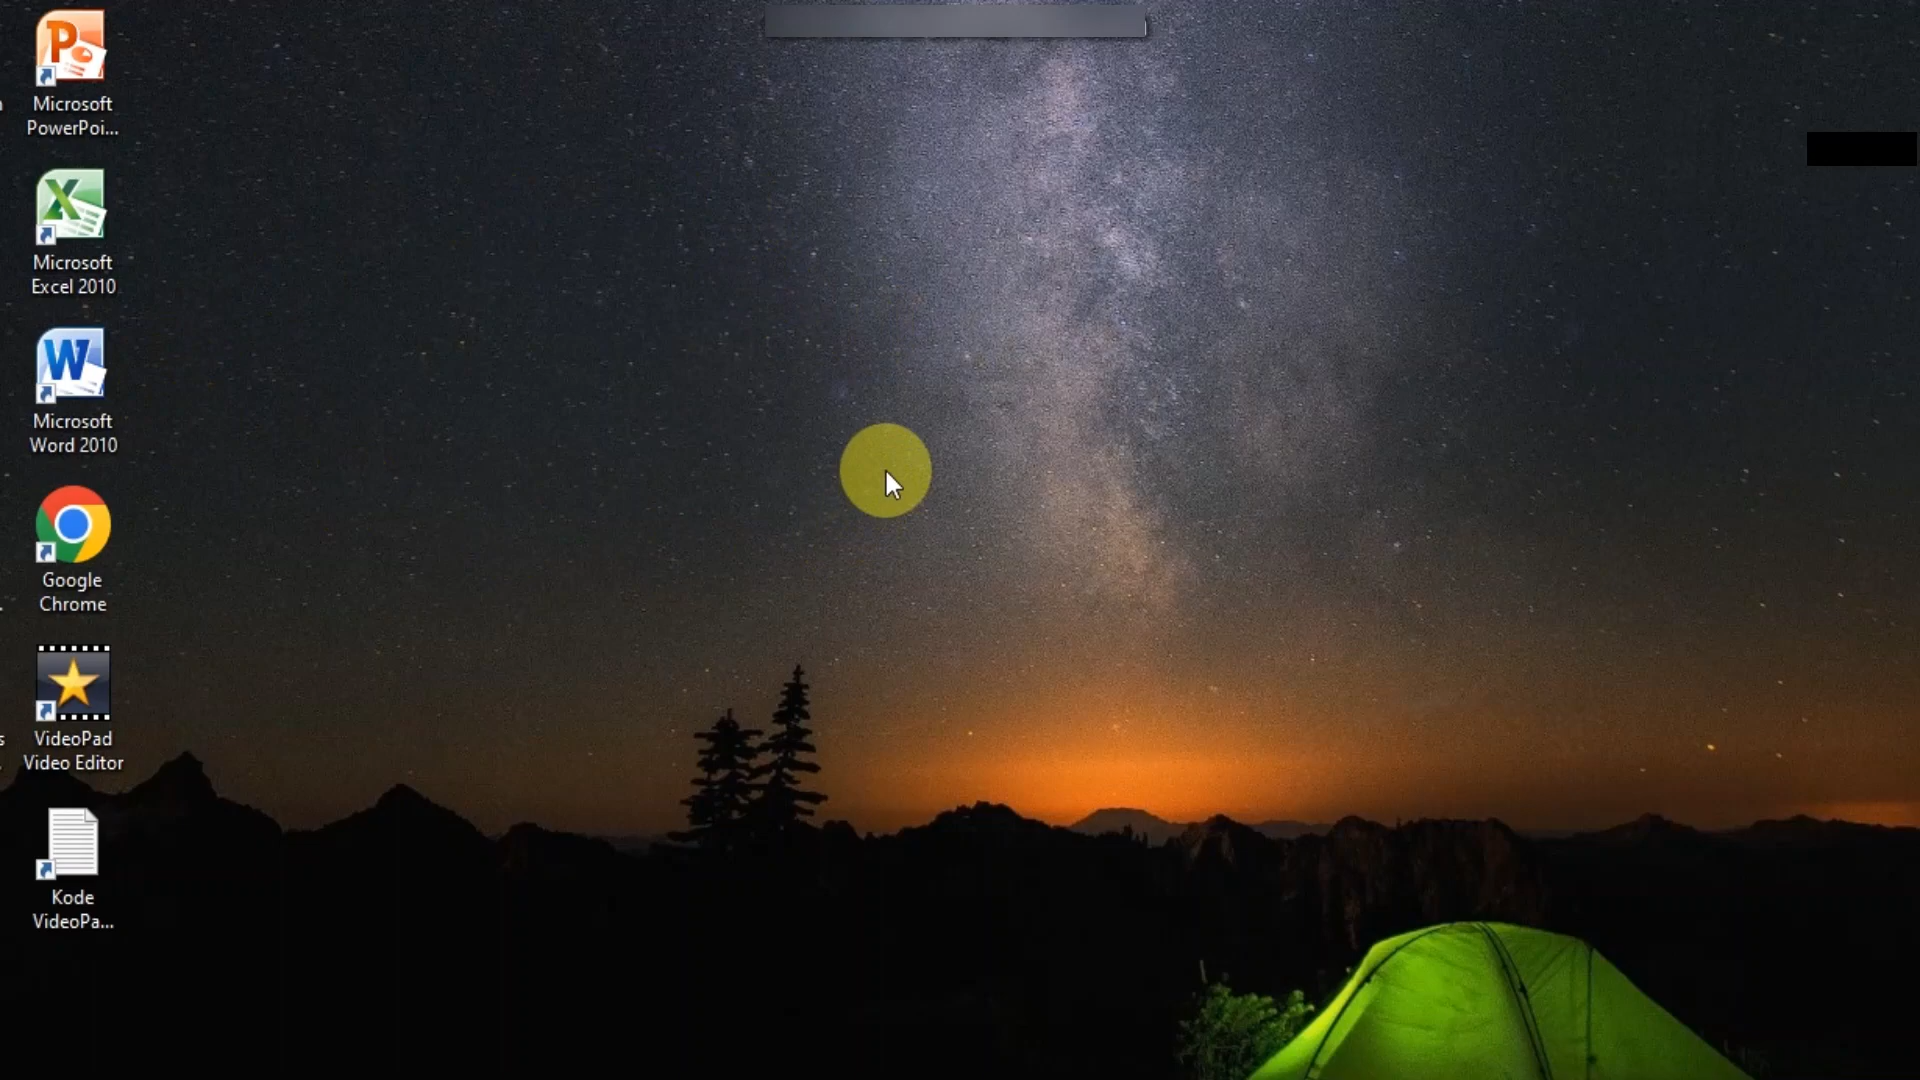 Microsoft
PowerPoi...
Microsoft
Excel 2010
Microsoft
Word 2010
Google
Chrome
VideoPad
Video Editor
Kode
VideoPa...